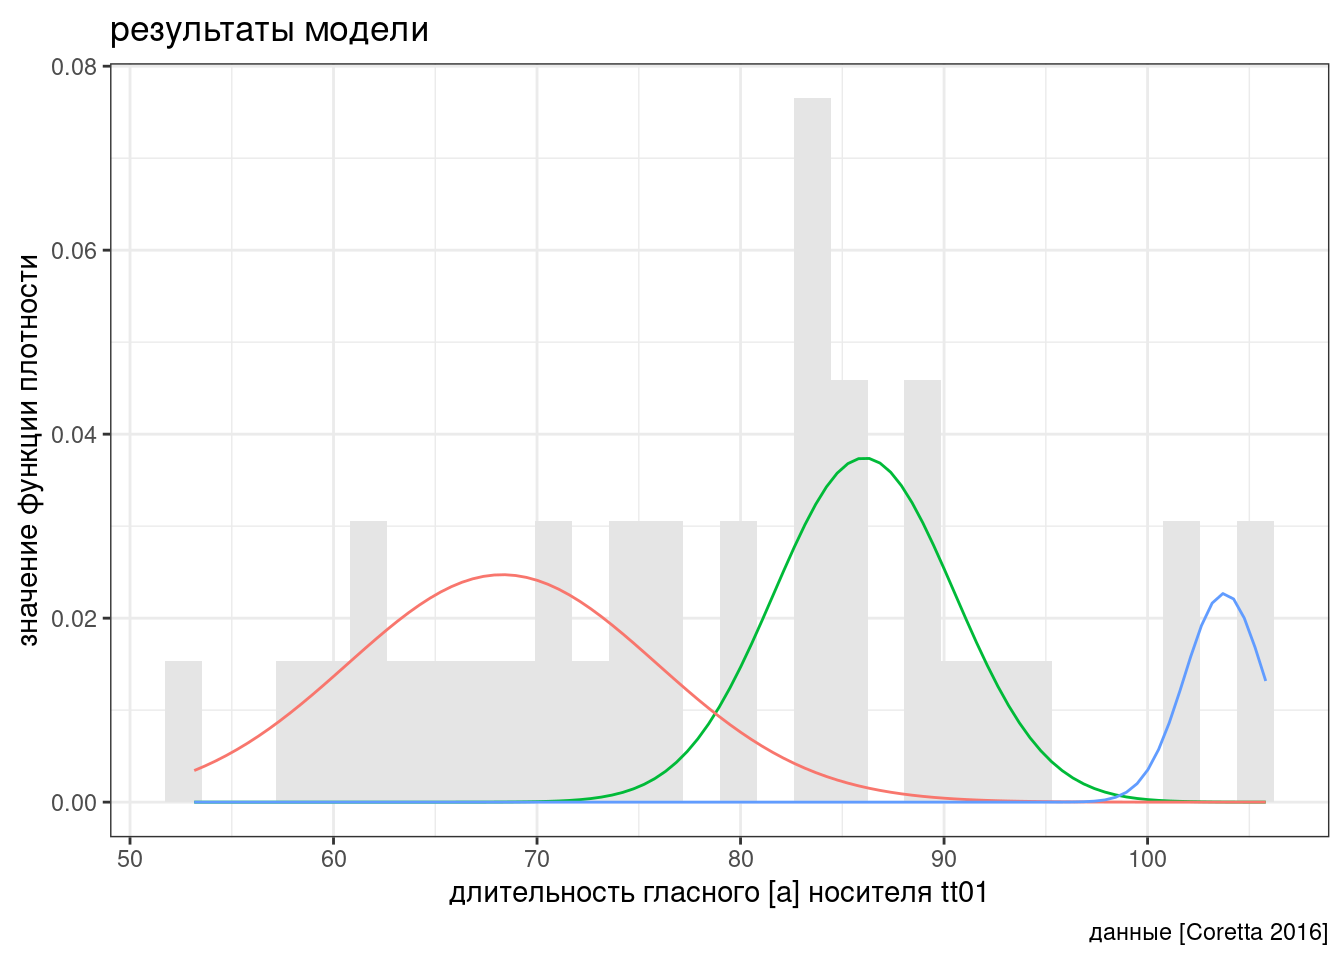 результаты модели
значение функции плотности
0.08
0.06
0.04
0.02
0.00
50 60 70 80 90 100
длительность гласного [a] носителя tt01
данные [Coretta 2016]